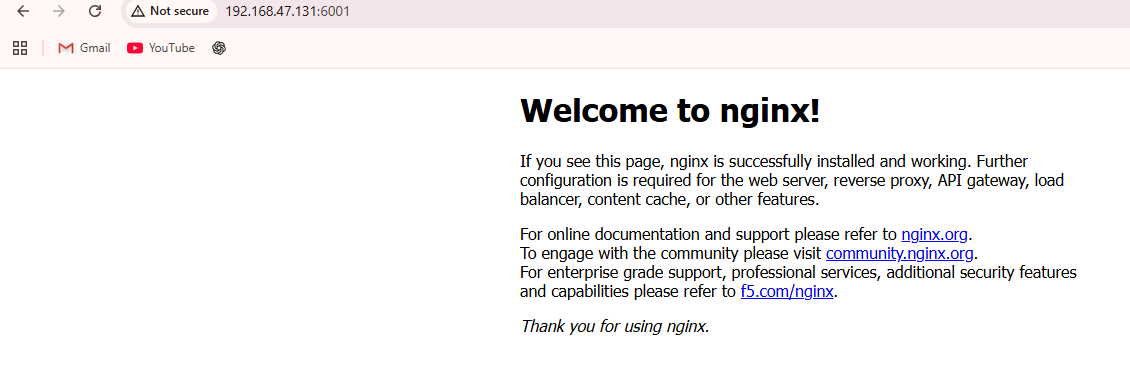 Not secure 192.168.47.131:6001
Gmail YouTube
Welcome to nginx!
If you see this page, nginx is successfully installed and working. Further
configuration is required for the web server, reverse proxy, API gateway, load
balancer, content cache, or other features.
For online documentation and support please refer to nginx.org.
To engage with the community please visit community.nginx.org.
For enterprise grade support, professional services, additional security features
and capabilities please refer to f5.com/nginx.
Thank you for using nginx.